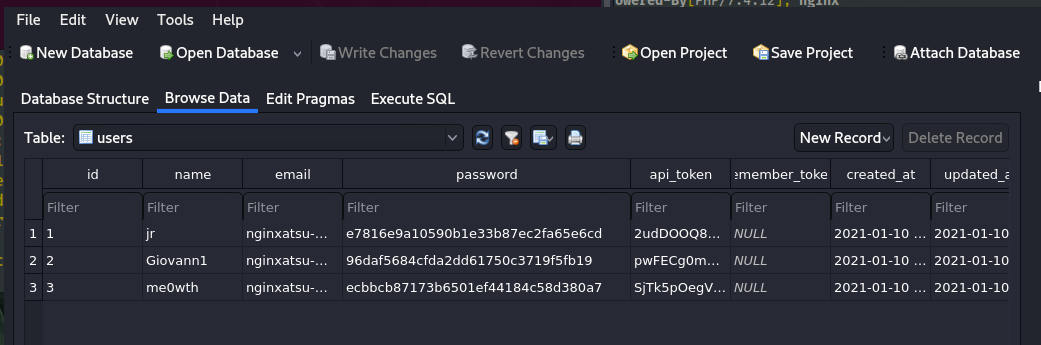 owered-By[PHP/7.4.12], nginx
File Edit View Tools Help
New Database Open Database Write Changes Revert Changes Open Project Save Project Attach Database
Database Structure Browse Data Edit Pragmas Execute SQL
Table: users New Record Delete Record
id name email password api_token emember_toke created_at updated_a
Filter Filter Filter Filter Filter Filter Filter Filter
1 1 jr nginxatsu-... e7816e9a10590b1e33b87ec2fa65e6cd 2udDOOQ8... NULL 2021-01-10 ... 2021-01-10
2 2 Giovann1 nginxatsu-... 96daf5684cfda2dd61750c3719f5fb19 pwFECg0m... NULL 2021-01-10 ... 2021-01-10
3 3 me0wth nginxatsu-... ecbbcb87173b6501ef44184c58d380a7 SjTk5pOegV... NULL 2021-01-10 ... 2021-01-10